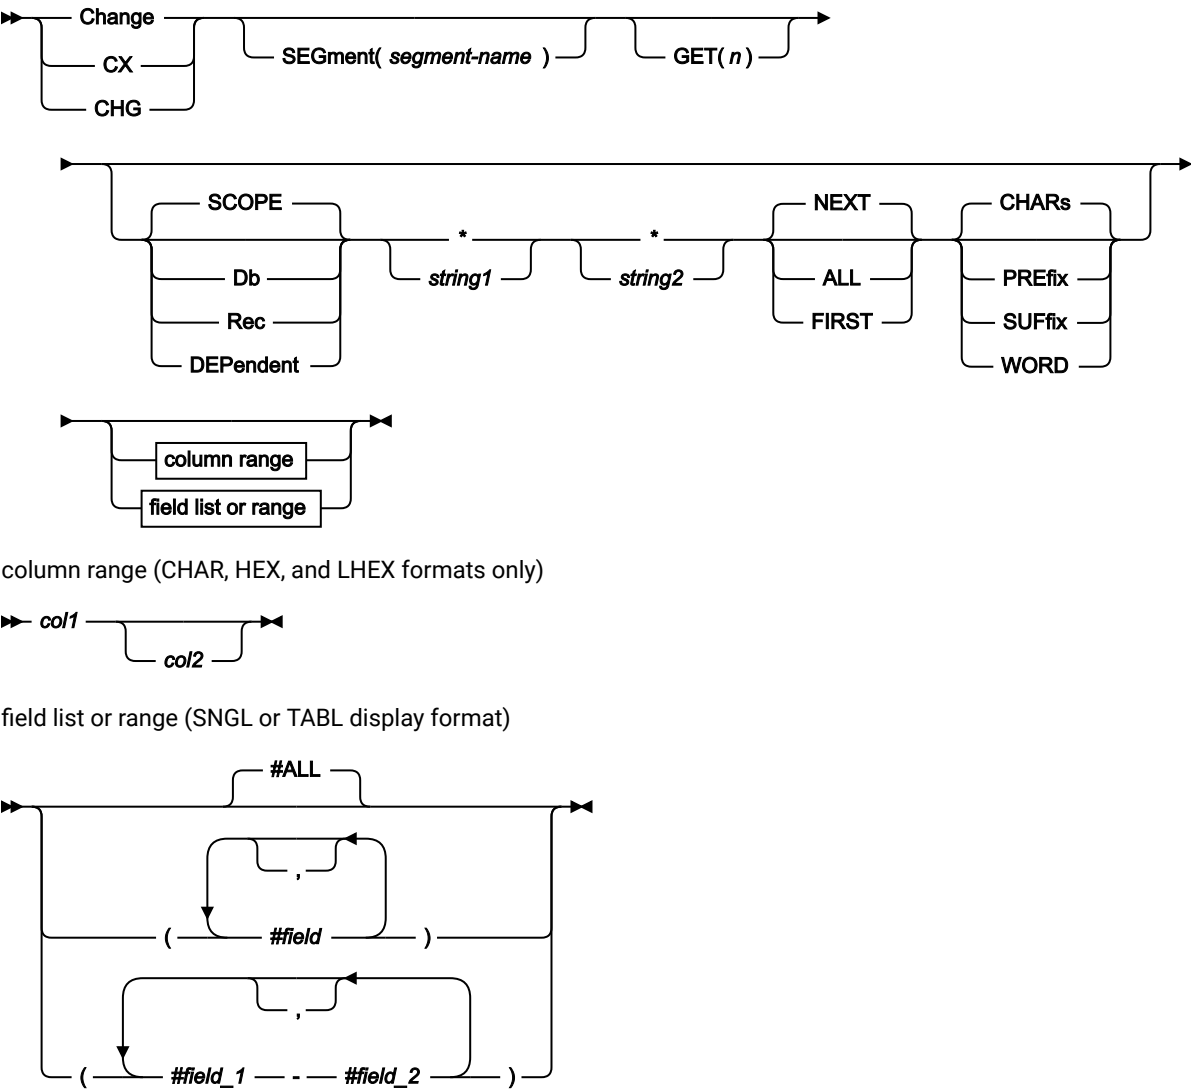 Change
CX
CHG
SEGment( segment-name )
GET( n )
SCOPE
Db
Rec
DEPendent
*
string1
*
string2
NEXT
ALL
FIRST
CHARs
PREfix
SUFfix
WORD
column range
field list or range
column range (CHAR, HEX, and LHEX formats only)
col1
col2
field list or range (SNGL or TABL display format)
#ALL
,
( #field )
,
( #field_1 - #field_2 )